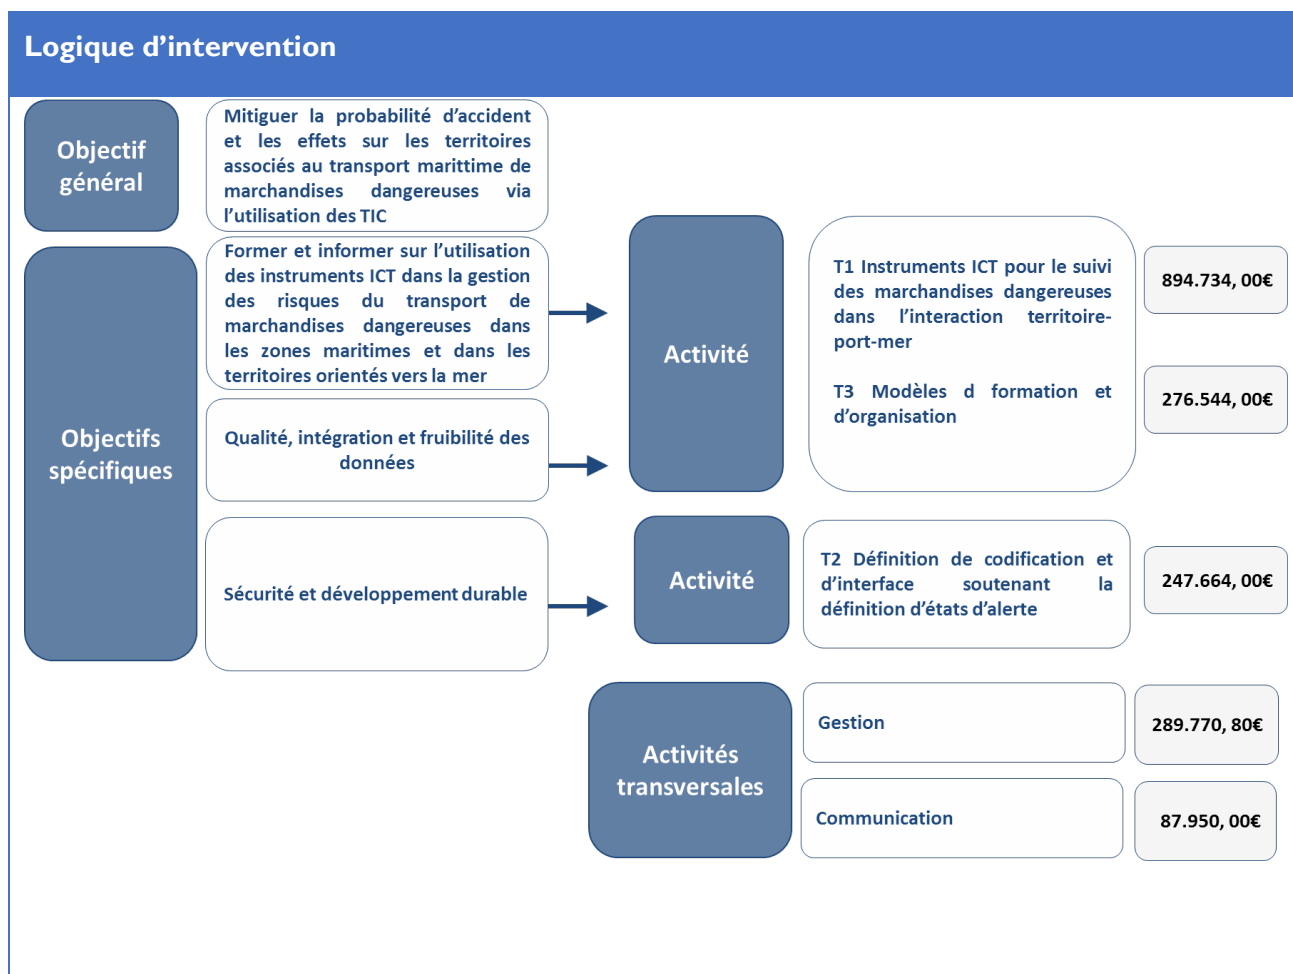 Logique d’intervention
Objectif
général
Mitiguer la probabilité d’accident
et les effets sur les territoires
associés au transport marittime de
marchandises dangereuses via
l’utilisation des TIC
Objectifs
spécifiques
Former et informer sur l’utilisation
des instruments ICT dans la gestion
des risques du transport de
marchandises dangereuses dans
les zones maritimes et dans les
territoires orientés vers la mer
Qualité, intégration et fruibilité des
données
Sécurité et développement durable
Activité
T1 Instruments ICT pour le suivi
des marchandises dangereuses
dans l’interaction territoire-
port-mer
T3 Modèles d formation et
d’organisation
894.734, 00€
276.544, 00€
Activité
T2 Définition de codification et
d’interface soutenant la
définition d’états d’alerte
247.664, 00€
Activités
transversales
Gestion
289.770, 80€
Communication
87.950, 00€